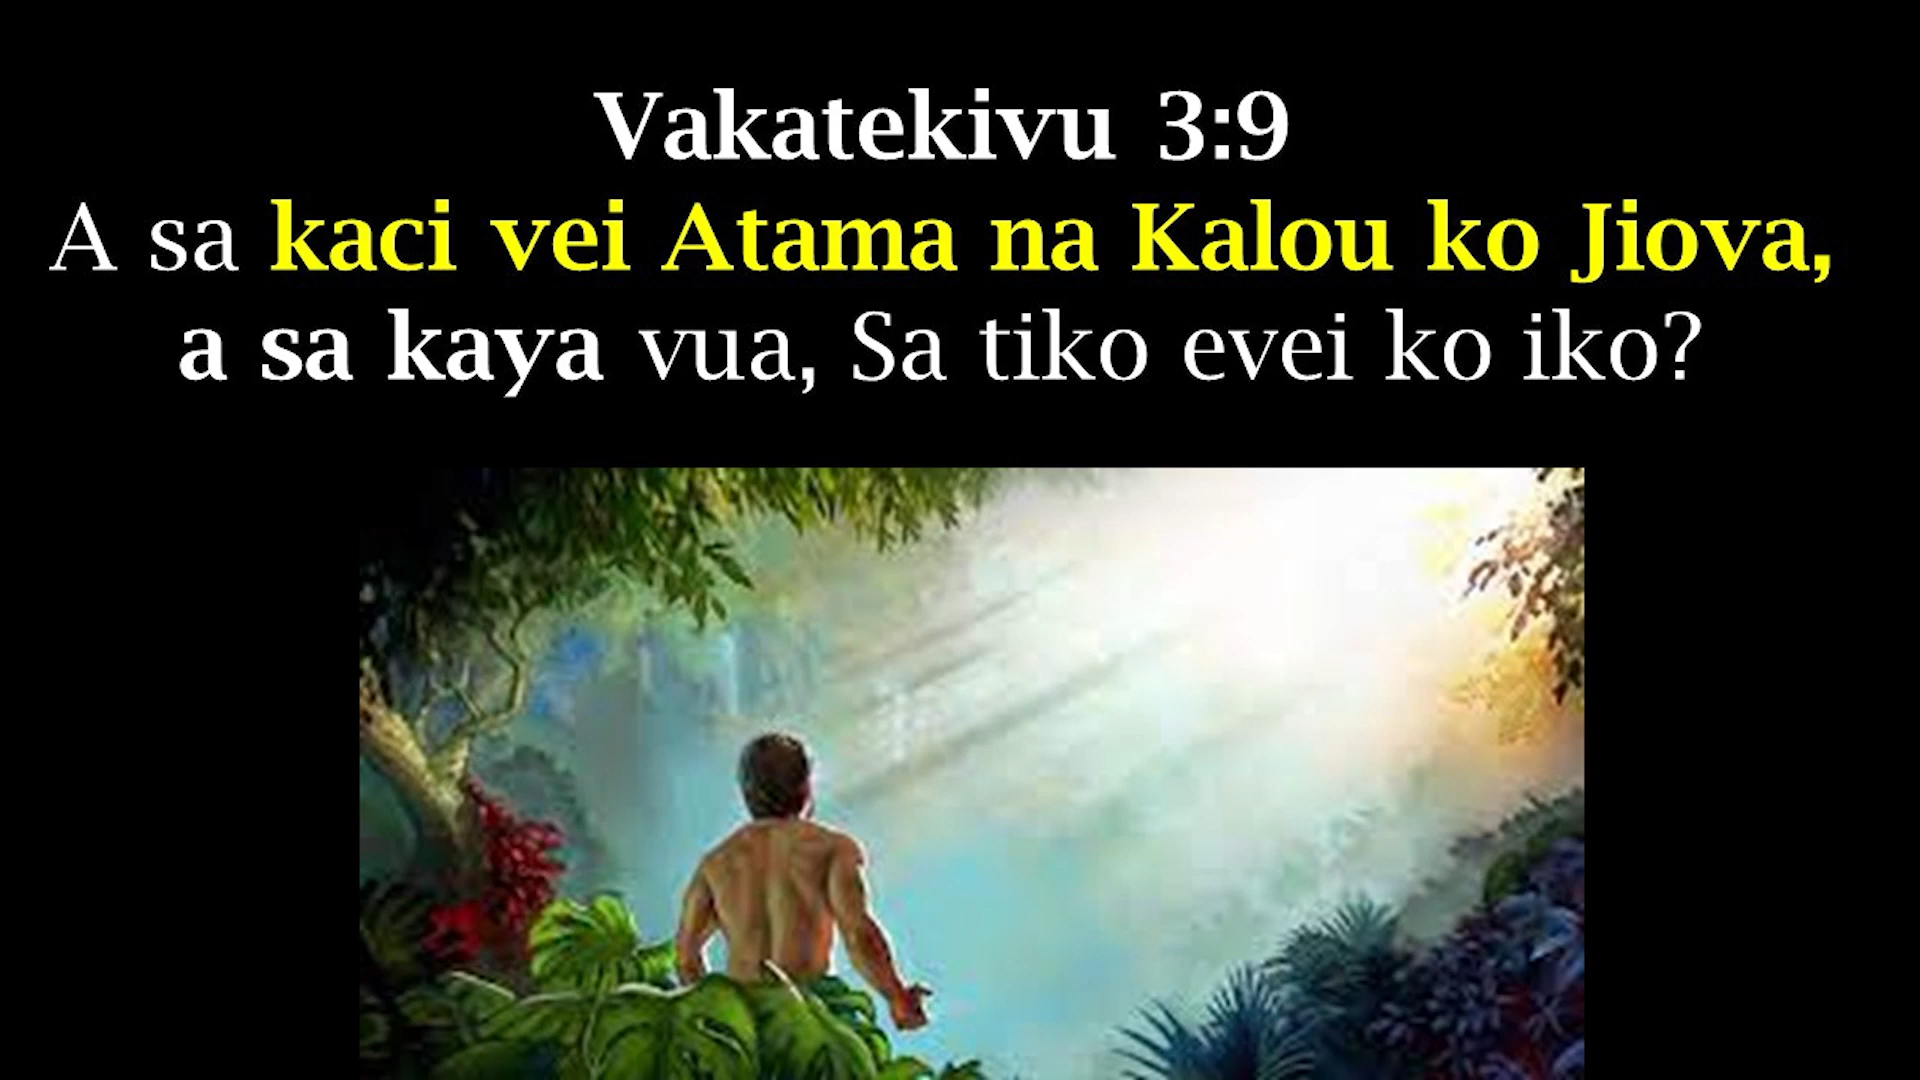 Vakatekivu 3:9
A sa kaci vei Atama na Kalou ko Jiova,
a sa kaya vua, Sa tiko evei ko iko?